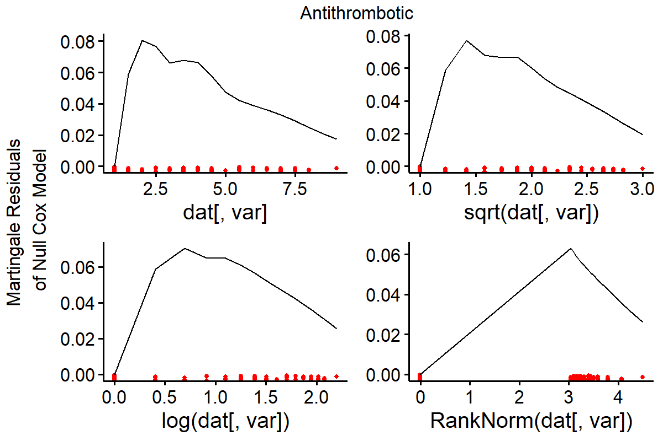 Antithrombotic
Martingale Residuals
of Null Cox Model
0.08
0.06
0.04
0.02
0.00
2.5 5.0 7.5
dat[, var]
0.08
0.06
0.04
0.02
0.00
1.0 1.5 2.0 2.5 3.0
sqrt(dat[, var])
0.06
0.04
0.02
0.00
0.0 0.5 1.0 1.5 2.0
log(dat[, var])
0.06
0.04
0.02
0.00
0 1 2 3 4
RankNorm(dat[, var])